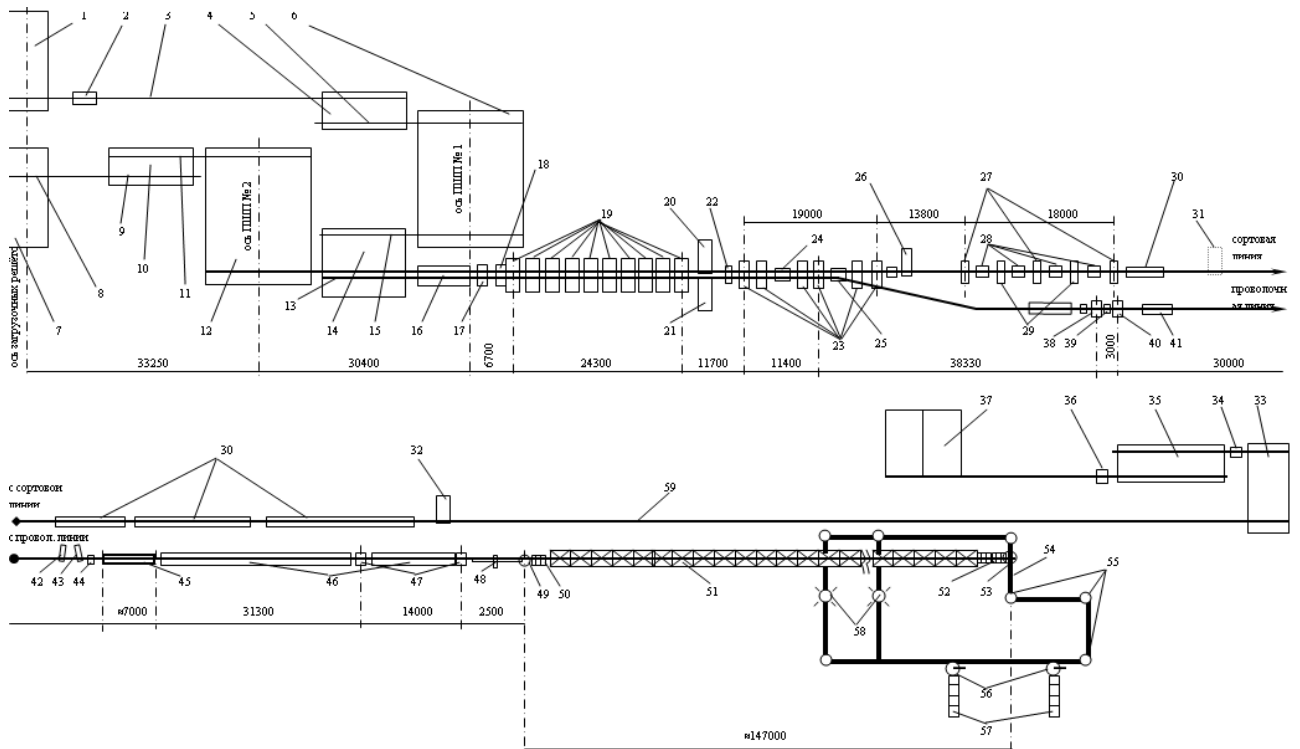 1 2 3 4 5 6
18 19 20 22 26 27 30 31
19000 13800 18000
24 28
сортовая
линия
проволочн
ая линия
ось загрузочных решёток
ось ПШП № 2
ось ПШП № 1
7 8 9 10 11 12 13 14 15 16 17 21 23 25 29 38 39 40 41
33250 30400 6700 24300 11700 11400 38330 3000 30000
37 36 35 34 33
30 32 59
с сортовой
линии
с провол. линии
42 43 44 45 46 47 48 49 50 51 52 53 54 55
≈7000 31300 14000 2500
58
56
57
≈147000